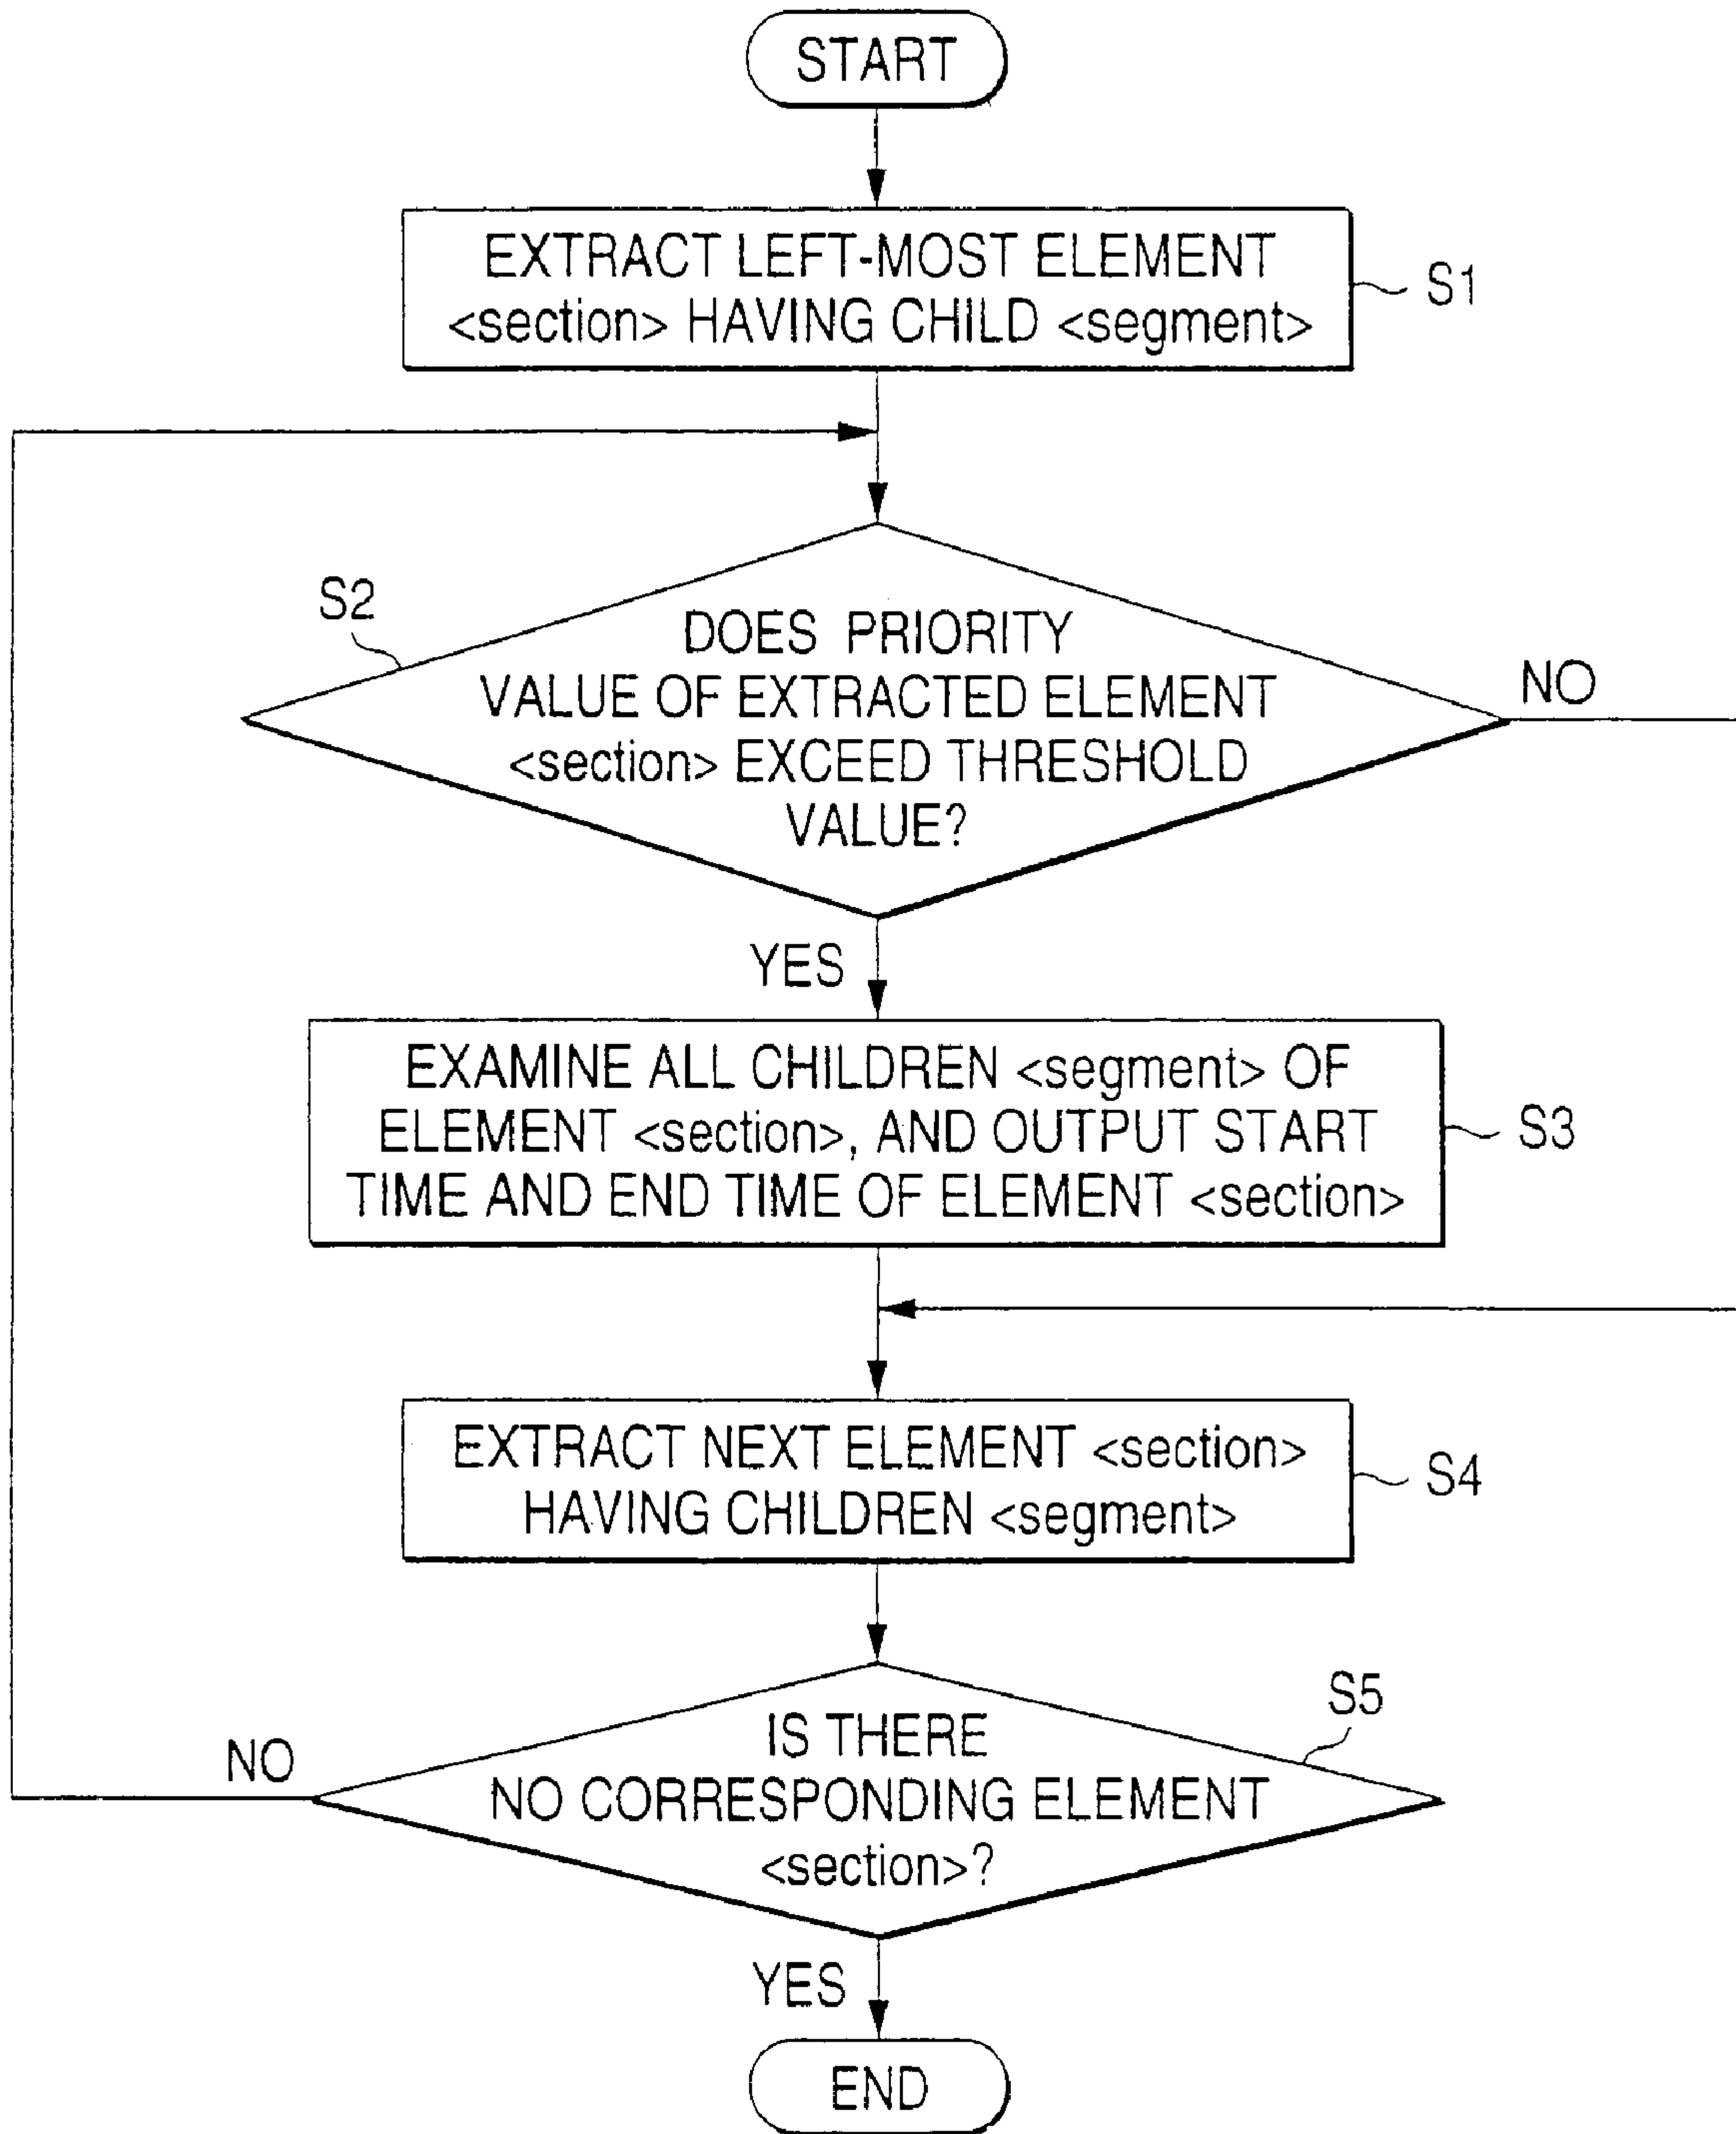 START
EXTRACT LEFT-MOST ELEMENT
<section> HAVING CHILD <segment>
S1
S2
DOES PRIORITY
VALUE OF EXTRACTED ELEMENT
<section> EXCEED THRESHOLD
VALUE?
NO
YES
EXAMINE ALL CHILDREN <segment> OF
ELEMENT <section>, AND OUTPUT START
TIME AND END TIME OF ELEMENT <section>
S3
EXTRACT NEXT ELEMENT <section>
HAVING CHILDREN <segment>
S4
S5
IS THERE
NO CORRESPONDING ELEMENT
<section>?
NO
YES
END